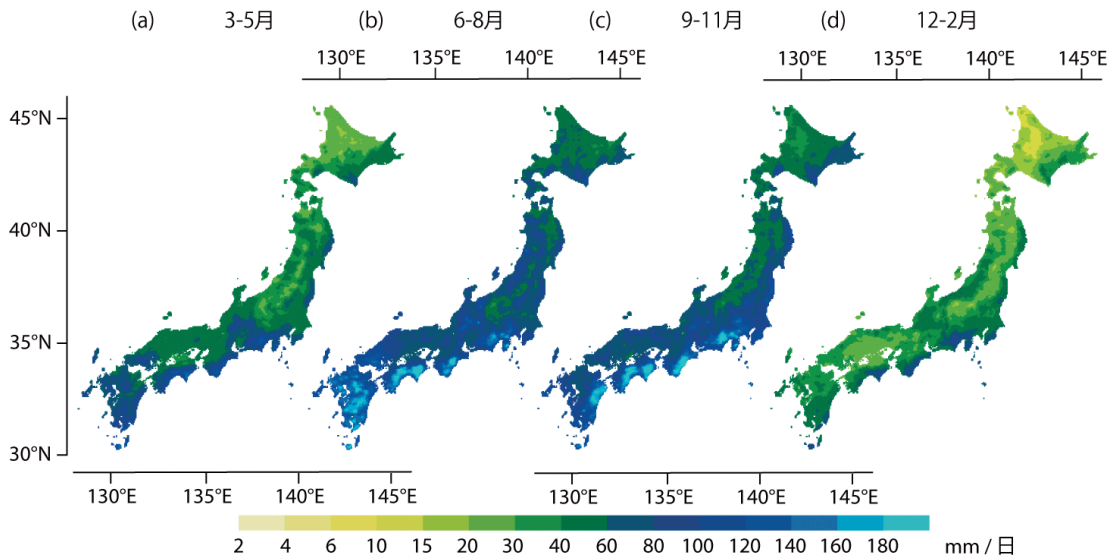 (a) 3-5月 (b) 6-8月 (c) 9-11月 (d) 12-2月
130°E 135°E 140°E 145°E 130°E 135°E 140°E 145°E
45°N
40°N
35°N
30°N
130°E 135°E 140°E 145°E 130°E 135°E 140°E 145°E
2 4 6 10 15 20 30 40 60 80 100 120 140 160 180 mm / 日